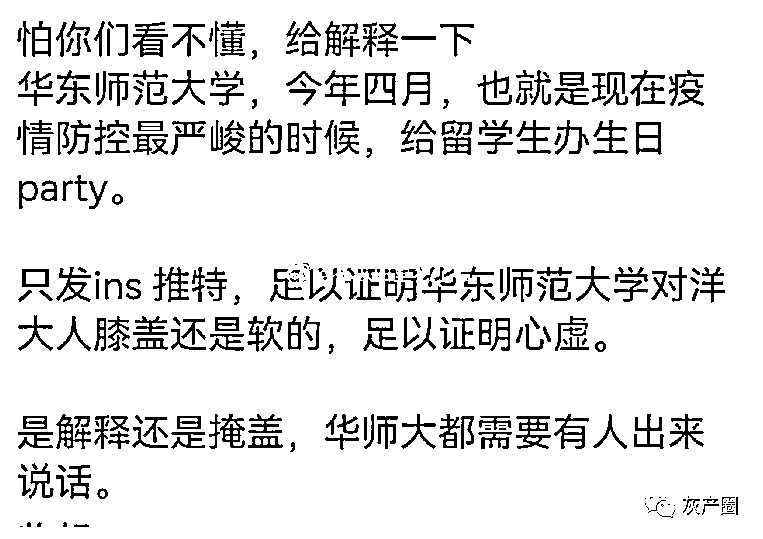 怕你们看不懂，给解释一下
华东师范大学，今年四月，也就是现在疫
情防控最严峻的时候，给留学生办生日
party。
只发ins 推特，足以证明华东师范大学对洋
大人膝盖还是软的，足以证明心虚。
是解释还是掩盖，华师大都需要有人出来
说话。
灰产圈